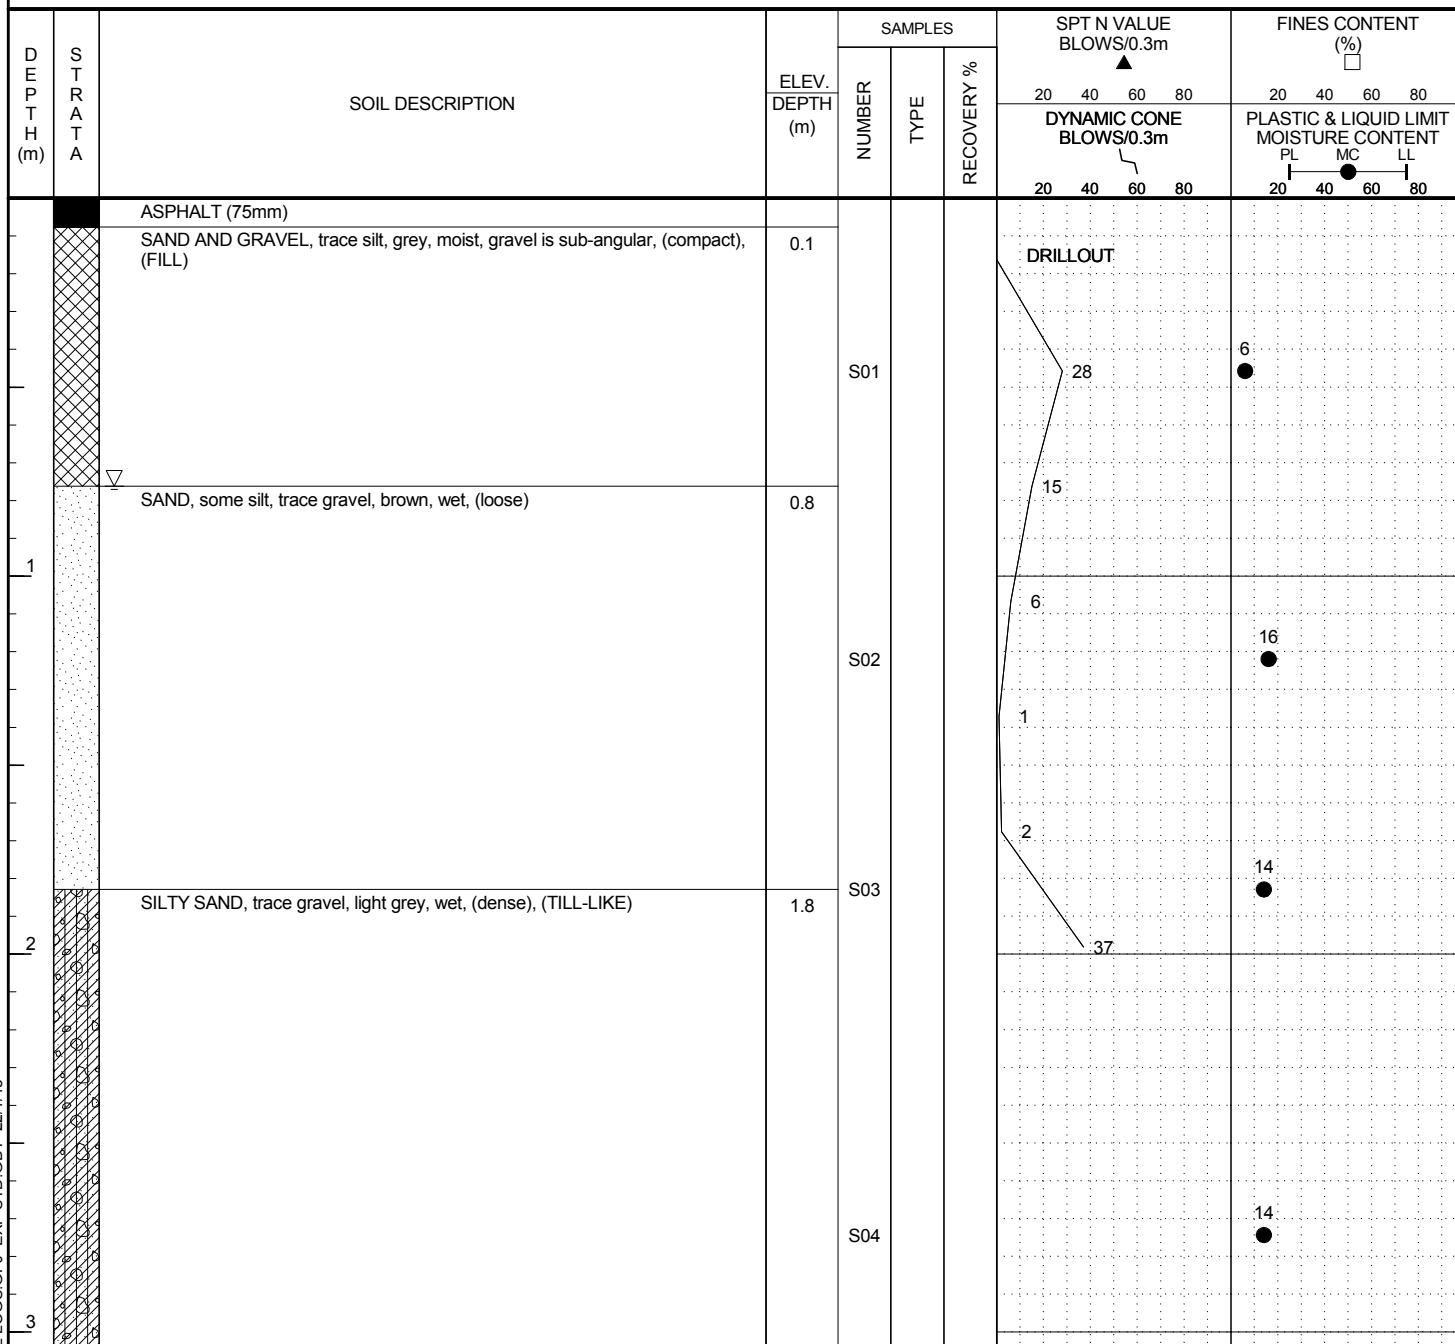 DEPTH (m)
STRATA
SOIL DESCRIPTION
ELEV.
DEPTH
(m)
SAMPLES
NUMBER
TYPE
RECOVERY %
SPT N VALUE
BLOWS/0.3m
20 40 60 80
DYNAMIC CONE
BLOWS/0.3m
20 40 60 80
FINES CONTENT
(%)
20 40 60 80
PLASTIC & LIQUID LIMIT
MOISTURE CONTENT
PL MC LL
20 40 60 80
ASPHALT (75mm)
SAND AND GRAVEL, trace silt, grey, moist, gravel is sub-angular, (compact),
(FILL)
0.1
DRILLOUT
6
S01
28
15
SAND, some silt, trace gravel, brown, wet, (loose)
0.8
1
6
16
S02
1
2
14
S03
SILTY SAND, trace gravel, light grey, wet, (dense), (TILL-LIKE)
1.8
2
37
14
S04
3